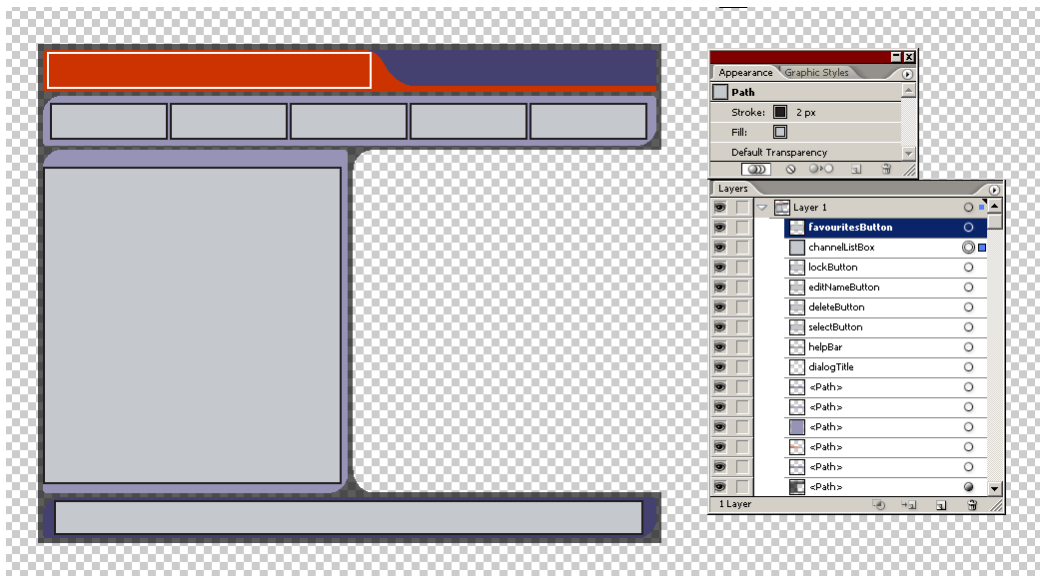 Appearance Graphic Styles
Path
Stroke: 2 px
Fill:
Default Transparency
Layers
Layer 1
favouritesButton
channelListBox
lockButton
editNameButton
deleteButton
selectButton
helpBar
dialogTitle
<Path>
<Path>
<Path>
<Path>
<Path>
<Path>
1 Layer